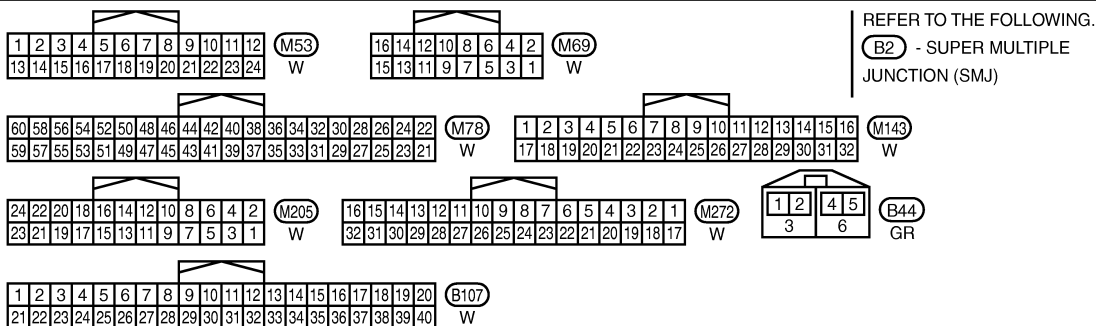 1 2 3 4 5 6 7 8 9 10 11 12 M53
13 14 15 16 17 18 19 20 21 22 23 24 W
16 14 12 10 8 6 4 2 M69
15 13 11 9 7 5 3 1 W
REFER TO THE FOLLOWING.
B2 - SUPER MULTIPLE
JUNCTION (SMJ)
60 58 56 54 52 50 48 46 44 42 40 38 36 34 32 30 28 26 24 22 M78
59 57 55 53 51 49 47 45 43 41 39 37 35 33 31 29 27 25 23 21 W
1 2 3 4 5 6 7 8 9 10 11 12 13 14 15 16 M143
17 18 19 20 21 22 23 24 25 26 27 28 29 30 31 32 W
24 22 20 18 16 14 12 10 8 6 4 2 M205
23 21 19 17 15 13 11 9 7 5 3 1 W
16 15 14 13 12 11 10 9 8 7 6 5 4 3 2 1 M272
32 31 30 29 28 27 26 25 24 23 22 21 20 19 18 17 W
1 2 4 5 B44
3 6 GR
1 2 3 4 5 6 7 8 9 10 11 12 13 14 15 16 17 18 19 20 B107
21 22 23 24 25 26 27 28 29 30 31 32 33 34 35 36 37 38 39 40 W